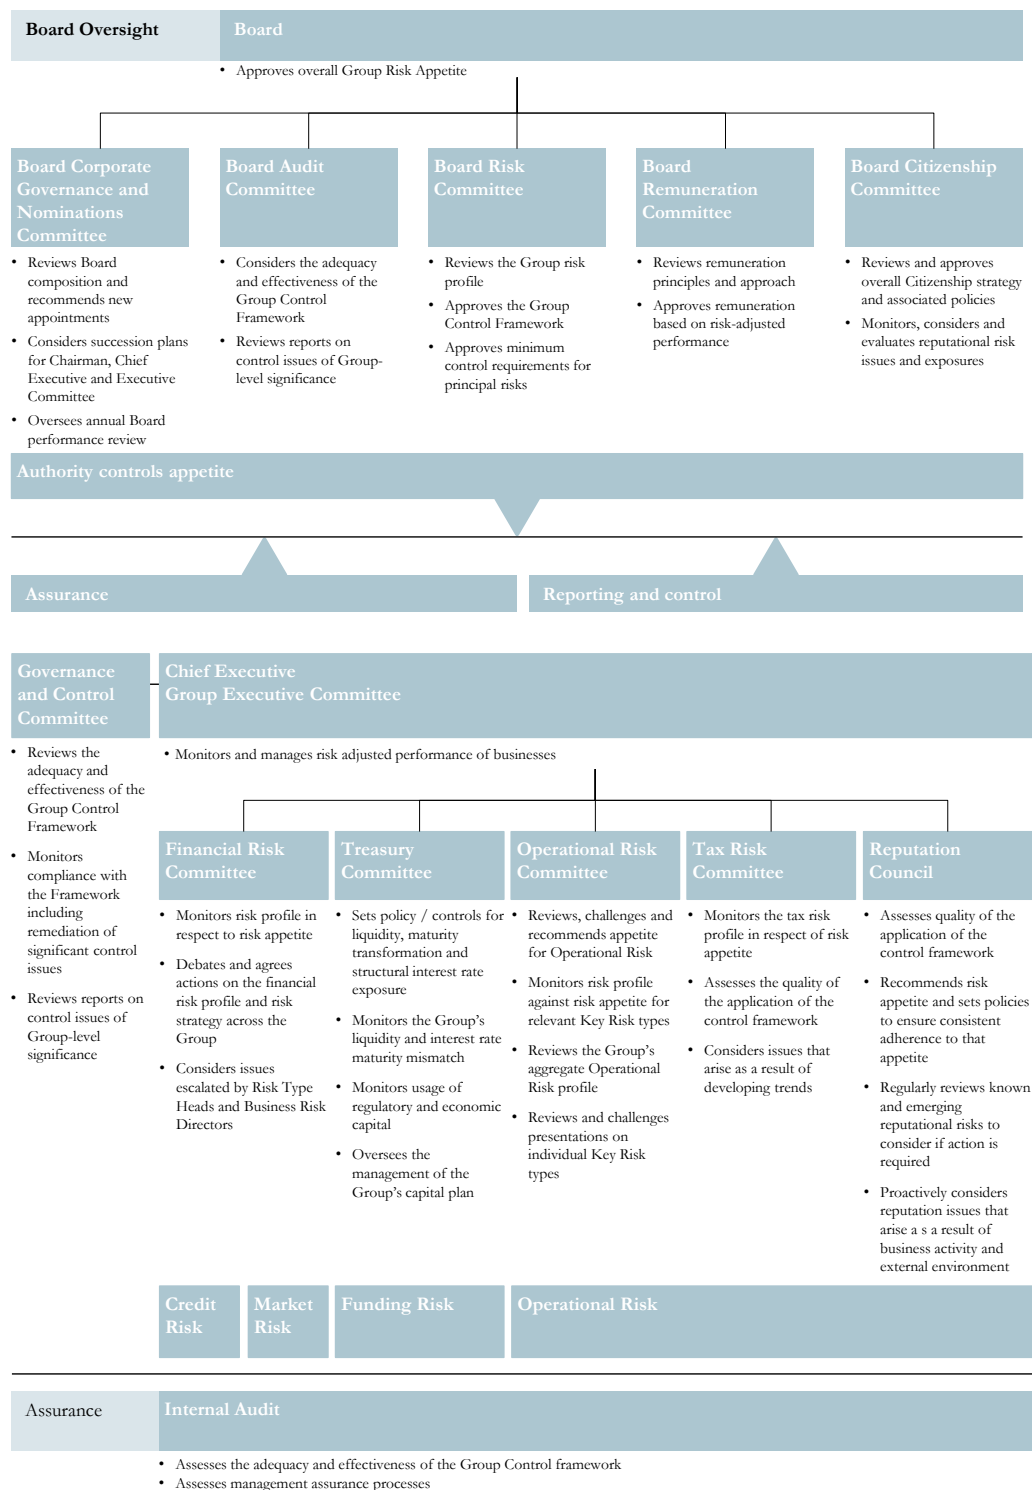 Board Oversight
Board
• Approves overall Group Risk Appetite
Board Corporate
Governance and
Nominations
Committee
• Reviews Board
composition and
recommends new
appointments
• Considers succession plans
for Chairman, Chief
Executive and Executive
Committee
• Oversees annual Board
performance review
Board Audit
Committee
• Considers the adequacy
and effectiveness of the
Group Control
Framework
• Reviews reports on
control issues of Group-
level significance
Board Risk
Committee
• Reviews the Group risk
profile
• Approves the Group
Control Framework
• Approves minimum
control requirements for
principal risks
Board
Remuneration
Committee
• Reviews remuneration
principles and approach
• Approves remuneration
based on risk-adjusted
performance
Board Citizenship
Committee
• Reviews and approves
overall Citizenship strategy
and associated policies
• Monitors, considers and
evaluates reputational risk
issues and exposures
Authority controls appetite
Assurance
Reporting and control
Governance
and Control
Committee
• Reviews the
adequacy and
effectiveness of the
Group Control
Framework
• Monitors
compliance with
the Framework
including
remediation of
significant control
issues
• Reviews reports on
control issues of
Group-level
significance
Chief Executive
Group Executive Committee
• Monitors and manages risk adjusted performance of businesses
Financial Risk
Committee
• Monitors risk profile in
respect to risk appetite
• Debates and agrees
actions on the financial
risk profile and risk
strategy across the
Group
• Considers issues
escalated by Risk Type
Heads and Business Risk
Directors
Treasury
Committee
• Sets policy / controls for
liquidity, maturity
transformation and
structural interest rate
exposure
• Monitors the Group's
liquidity and interest rate
maturity mismatch
• Monitors usage of
regulatory and economic
capital
• Oversees the
management of the
Group's capital plan
Operational Risk
Committee
• Reviews, challenges and
recommends appetite
for Operational Risk
• Monitors risk profile
against risk appetite for
relevant Key Risk types
• Reviews the Group's
aggregate Operational
Risk profile
• Reviews and challenges
presentations on
individual Key Risk
types
Tax Risk
Committee
• Monitors the tax risk
profile in respect of risk
appetite
• Assesses the quality of
the application of the
control framework
• Considers issues that
arise as a result of
developing trends
Reputation
Council
• Assesses quality of the
application of the
control framework
• Recommends risk
appetite and sets policies
to ensure consistent
adherence to that
appetite
• Regularly reviews known
and emerging
reputational risks to
consider if action is
required
• Proactively considers
reputation issues that
arise a s a result of
business activity and
external environment
Credit
Risk
Market
Risk
Funding Risk
Operational Risk
Assurance
Internal Audit
• Assesses the adequacy and effectiveness of the Group Control framework
• Assesses management assurance processes